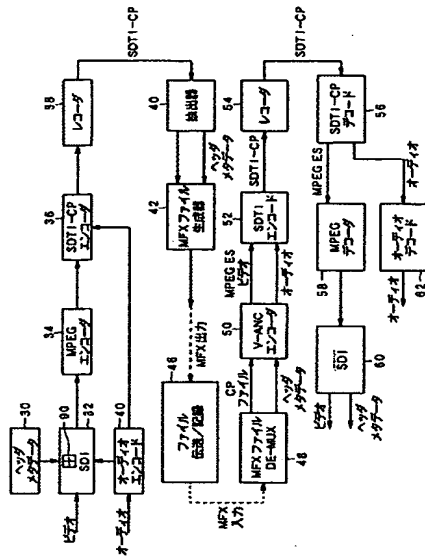 30
ヘッダ
メタデータ
90
32
SDI
ビデオ
オーディオ
エンコード
40
オーディオ
34
MPEG
エンコーダ
36
SDTI-CP
エンコーダ
38
レコーダ
SDTI-CP
40
抽出器
ヘッダ
メタデータ
42
MFXファイル
生成器
MFX出力
46
ファイル
伝送/記録
MFX
入力
48
MFXファイル
DE-MUX
CP
ファイル
ヘッダ
メタデータ
50
V-ANC
エンコーダ
MPEG ES
ビデオ
オーディオ
52
SDTI
エンコード
SDTI-CP
54
レコーダ
SDTI-CP
56
SDTI-CP
デコード
MPEG ES
オーディオ
58
MPEG
デコーダ
62
オーディオ
デコード
オーディオ
60
SDI
ビデオ
ヘッダ
メタデータ